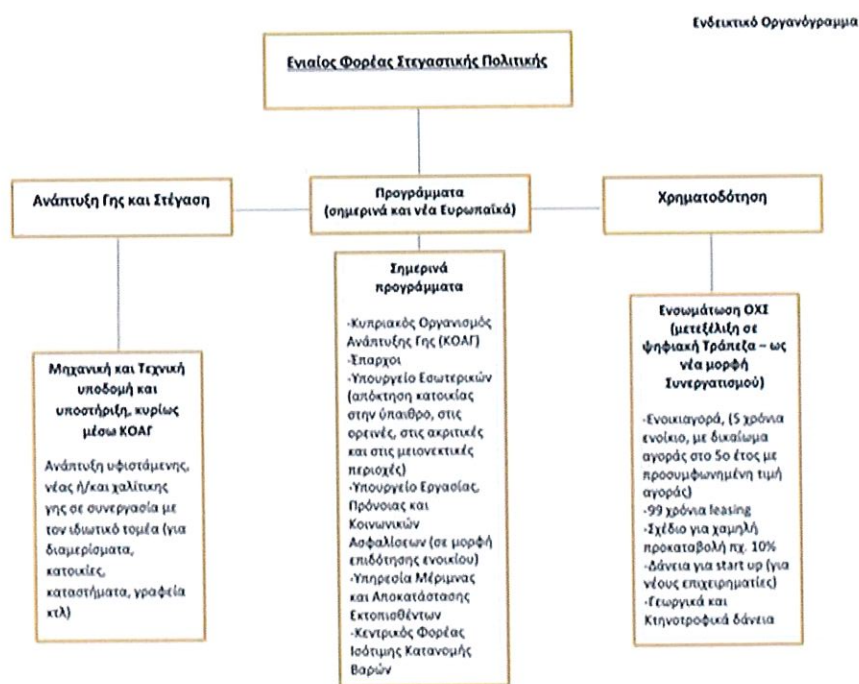 Ενδεικτικό Οργανόγραμμα
Ενιαίος Φορέας Στεγαστικής Πολιτικής
Ανάπτυξη Γης και Στέγαση
Προγράμματα
(σημερινά και νέα Ευρωπαϊκά)
Χρηματοδότηση
Μηχανική και Τεχνική
υποδομή και
υποστήριξη, κυρίως
μέσω ΚΟΑΓ
Ανάπτυξη υφιστάμενης,
νέας ή/και χαλίτικης
γης σε συνεργασία με
τον ιδιωτικό τομέα (για
διαμερίσματα,
κατοικίες,
καταστήματα, γραφεία
κτλ)
Σημερινά
προγράμματα
-Κυπριακός Οργανισμός
Ανάπτυξης Γης (ΚΟΑΓ)
-Έπαρχοι
-Υπουργείο Εσωτερικών
(απόκτηση κατοικίας
στην ύπαιθρο, στις
ορεινές, στις ακριτικές
και στις μειονεκτικές
περιοχές)
-Υπουργείο Εργασίας,
Πρόνοιας και
Κοινωνικών
Ασφαλίσεων (σε μορφή
επιδότησης ενοικίου)
-Υπηρεσία Μέριμνας
και Αποκατάστασης
Εκτοπισθέντων
-Κεντρικός Φορέας
Ισότιμης Κατανομής
Βαρών
Ενσωμάτωση ΟΧΣ
(μετεξέλιξη σε
ψηφιακή Τράπεζα – ως
νέα μορφή
Συνεργατισμού)
-Ενοικιαγορά, (5 χρόνια
ενοίκιο, με δικαίωμα
αγοράς στο 5ο έτος με
προσυμφωνημένη τιμή
αγοράς)
-99 χρόνια leasing
-Σχέδιο για χαμηλή
προκαταβολή πχ. 10%
-Δάνεια για start up (για
νέους επιχειρηματίες)
-Γεωργικά και
Κτηνοτροφικά δάνεια